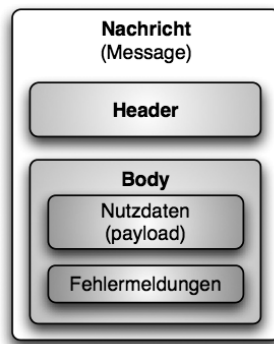 Nachricht
(Message)
Header
Body
Nutzdaten
(payload)
Fehlermeldungen